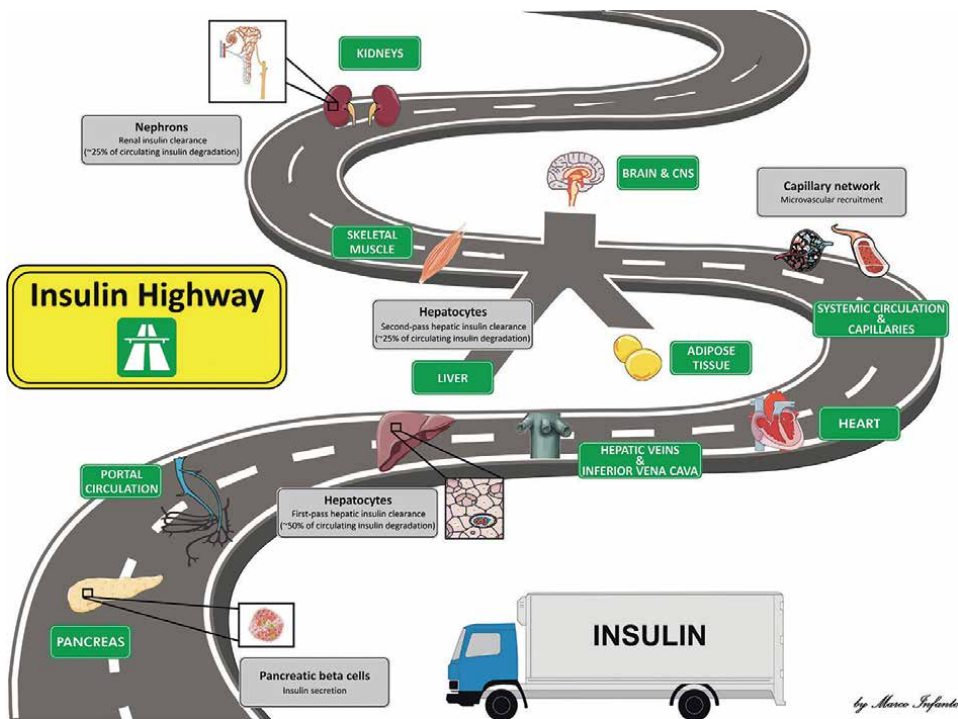 KIDNEYS
Nephrons
Renal insulin clearance
(~25% of circulating insulin degradation)
BRAIN & CNS
Capillary network
Microvascular recruitment
SKELETAL
MUSCLE
Insulin Highway
Hepatocytes
Second-pass hepatic insulin clearance
(~25% of circulating insulin degradation)
SYSTEMIC CIRCULATION
&
CAPILLARIES
LIVER
ADIPOSE
TISSUE
HEART
PORTAL
CIRCULATION
HEPATIC VEINS
&
INFERIOR VENA CAVA
Hepatocytes
First-pass hepatic insulin clearance
(~50% of circulating insulin degradation)
PANCREAS
Pancreatic beta cells
Insulin secretion
INSULIN
by Marco Infante